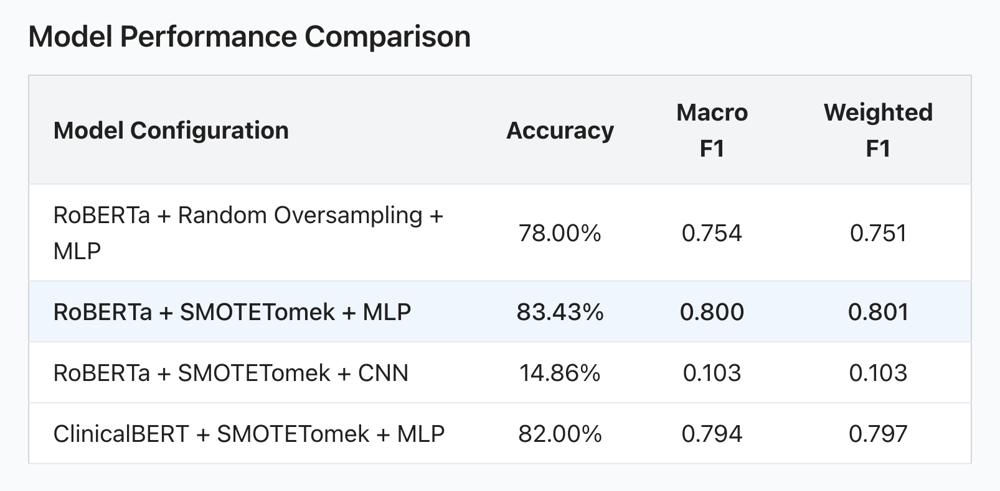 Model Performance Comparison
Model Configuration Accuracy Macro F1 Weighted F1
RoBERTa + Random Oversampling +
MLP 78.00% 0.754 0.751
RoBERTa + SMOTETomek + MLP 83.43% 0.800 0.801
RoBERTa + SMOTETomek + CNN 14.86% 0.103 0.103
ClinicalBERT + SMOTETomek + MLP 82.00% 0.794 0.797